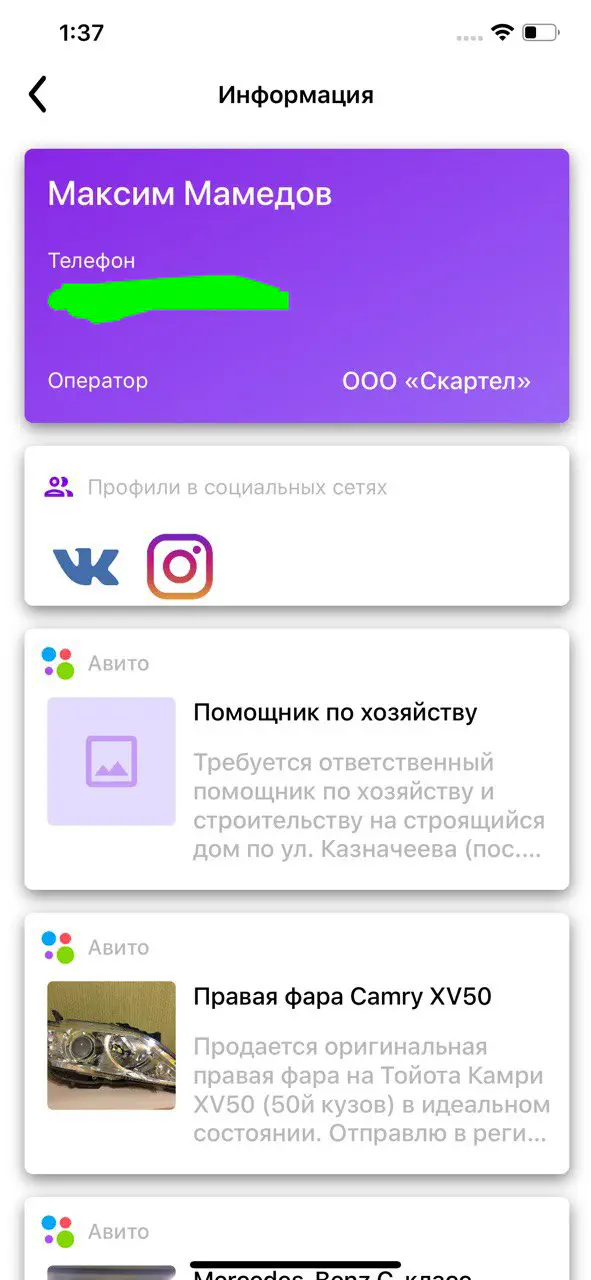 1:37
Информация
Максим Мамедов
Телефон
Оператор
ООО «Скартел»
Профили в социальных сетях
Авито
Помощник по хозяйству
Требуется ответственный
помощник по хозяйству и
строительству на строящийся
дом по ул. Казначеева (пос....
Авито
Правая фара Camry XV50
Продается оригинальная
правая фара на Тойота Камри
XV50 (50й кузов) в идеальном
состоянии. Отправлю в реги...
Авито
Mercedes-Benz C-класс